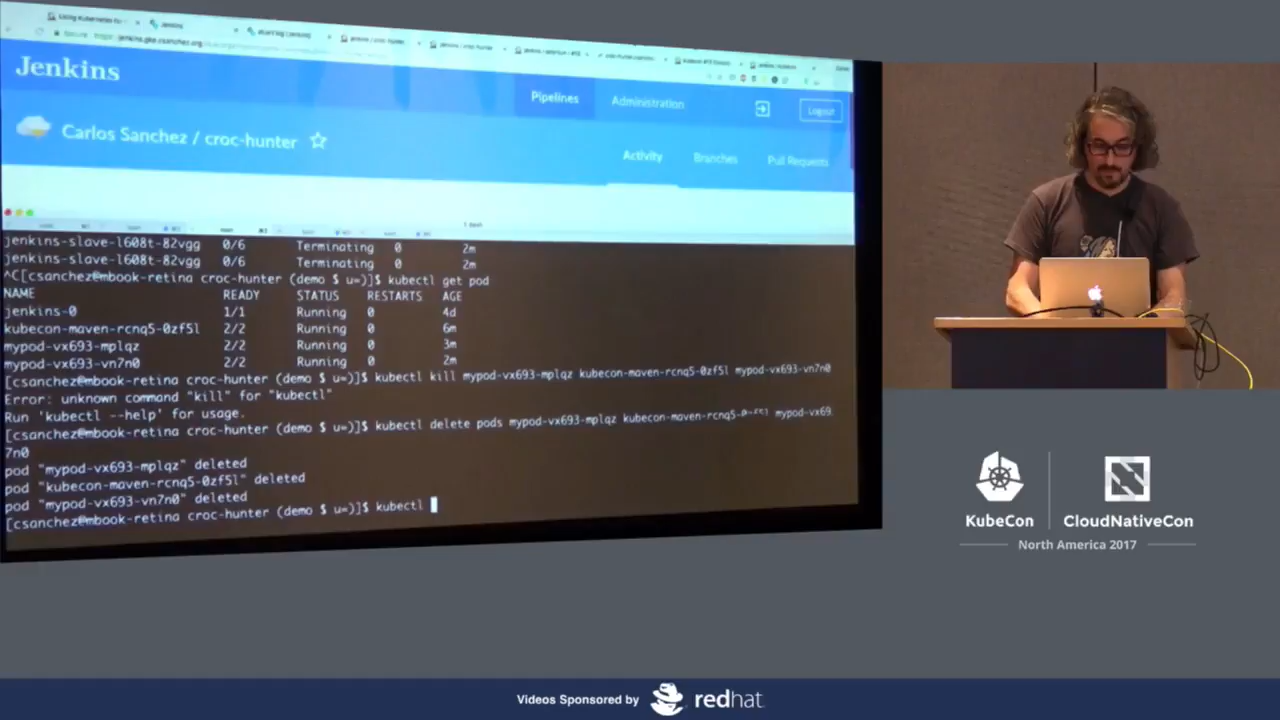 Jenkins
Pipelines
Administration
Logout
Carlos Sanchez / croc-hunter
Activity
Branches
Pull Requests
jenkins-slave-l608t-82vgg 0/6 Terminating 0 2m
jenkins-slave-l608t-82vgg 0/6 Terminating 0 2m
^C[csanchez@mbook-retina croc-hunter (demo $ u=)]$ kubectl get pod
NAME READY STATUS RESTARTS AGE
jenkins-0 1/1 Running 0 4d
kubecon-maven-rcnq5-0zf5l 2/2 Running 0 6m
mypod-vx693-mplqz 2/2 Running 0 3m
mypod-vx693-vn7n0 2/2 Running 0 2m
[csanchez@mbook-retina croc-hunter (demo $ u=)]$ kubectl kill mypod-vx693-mplqz kubecon-maven-rcnq5-0zf5l mypod-vx693-vn7n0
Error: unknown command "kill" for "kubectl"
Run 'kubectl --help' for usage.
[csanchez@mbook-retina croc-hunter (demo $ u=)]$ kubectl delete pods mypod-vx693-mplqz mypod-vx69
7n0
pod "mypod-vx693-mplqz" deleted
pod "kubecon-maven-rcnq5-0zf5l" deleted
pod "mypod-vx693-vn7n0" deleted
[csanchez@mbook-retina croc-hunter (demo $ u=)]$ kubectl
KubeCon
CloudNativeCon
North America 2017
Videos Sponsored by
redhat